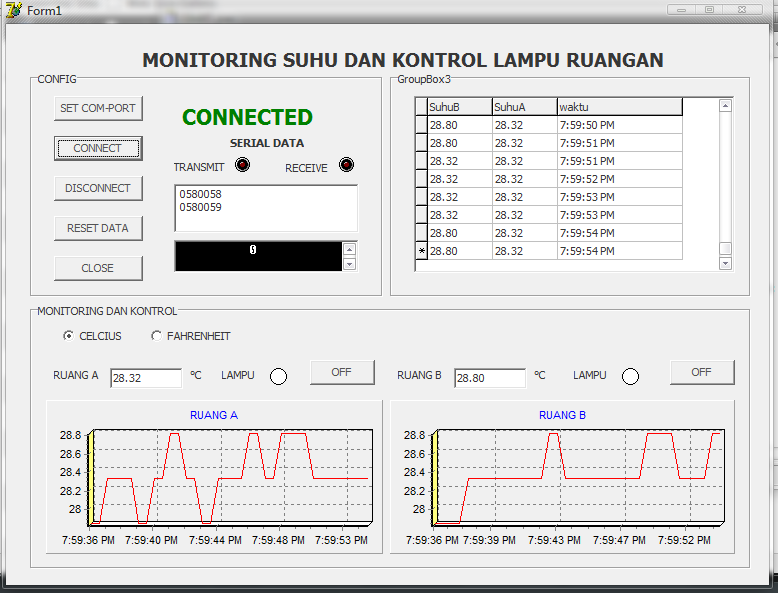 Form1
MONITORING SUHU DAN KONTROL LAMPU RUANGAN
CONFIG
SET COM-PORT
CONNECT
DISCONNECT
RESET DATA
CLOSE
CONNECTED
SERIAL DATA
TRANSMIT RECEIVE
0580058
0580059
0
GroupBox3
SuhuB SuhuA waktu
28.80 28.32 7:59:50 PM
28.80 28.32 7:59:51 PM
28.32 28.32 7:59:51 PM
28.32 28.32 7:59:52 PM
28.32 28.32 7:59:53 PM
28.32 28.32 7:59:53 PM
28.80 28.32 7:59:54 PM
* 28.80 28.32 7:59:54 PM
MONITORING DAN KONTROL
CELCIUS FAHRENHEIT
RUANG A 28.32 °C LAMPU OFF
RUANG B 28.80 °C LAMPU OFF
RUANG A
28.8
28.6
28.4
28.2
28
7:59:36 PM 7:59:40 PM 7:59:44 PM 7:59:48 PM 7:59:53 PM
RUANG B
28.8
28.6
28.4
28.2
28
7:59:36 PM 7:59:39 PM 7:59:43 PM 7:59:47 PM 7:59:52 PM